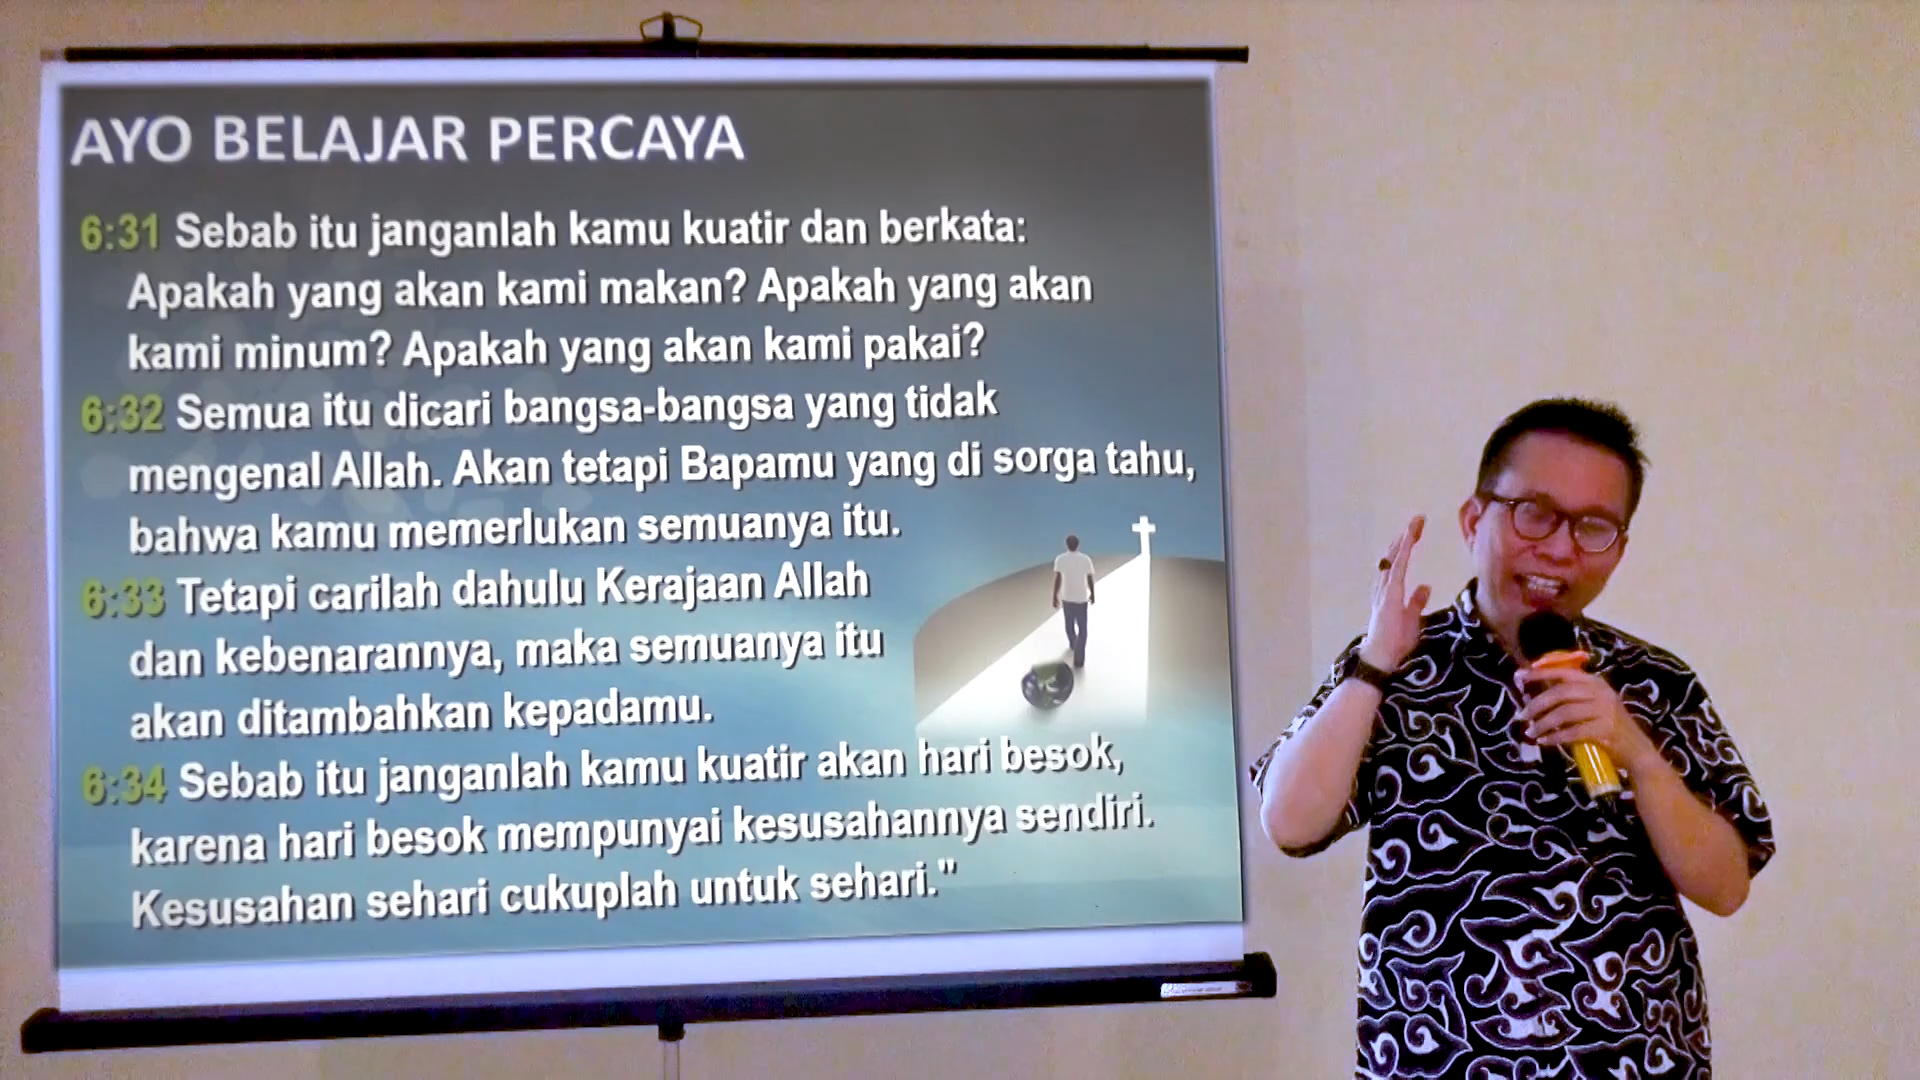 AYO BELAJAR PERCAYA
6:31 Sebab itu janganlah kamu kuatir dan berkata:
Apakah yang akan kami makan? Apakah yang akan
kami minum? Apakah yang akan kami pakai?
6:32 Semua itu dicari bangsa-bangsa yang tidak
mengenal Allah. Akan tetapi Bapamu yang di sorga tahu,
bahwa kamu memerlukan semuanya itu.
6:33 Tetapi carilah dahulu Kerajaan Allah
dan kebenarannya, maka semuanya itu
akan ditambahkan kepadamu.
6:34 Sebab itu janganlah kamu kuatir akan hari besok,
karena hari besok mempunyai kesusahannya sendiri.
Kesusahan sehari cukuplah untuk sehari."